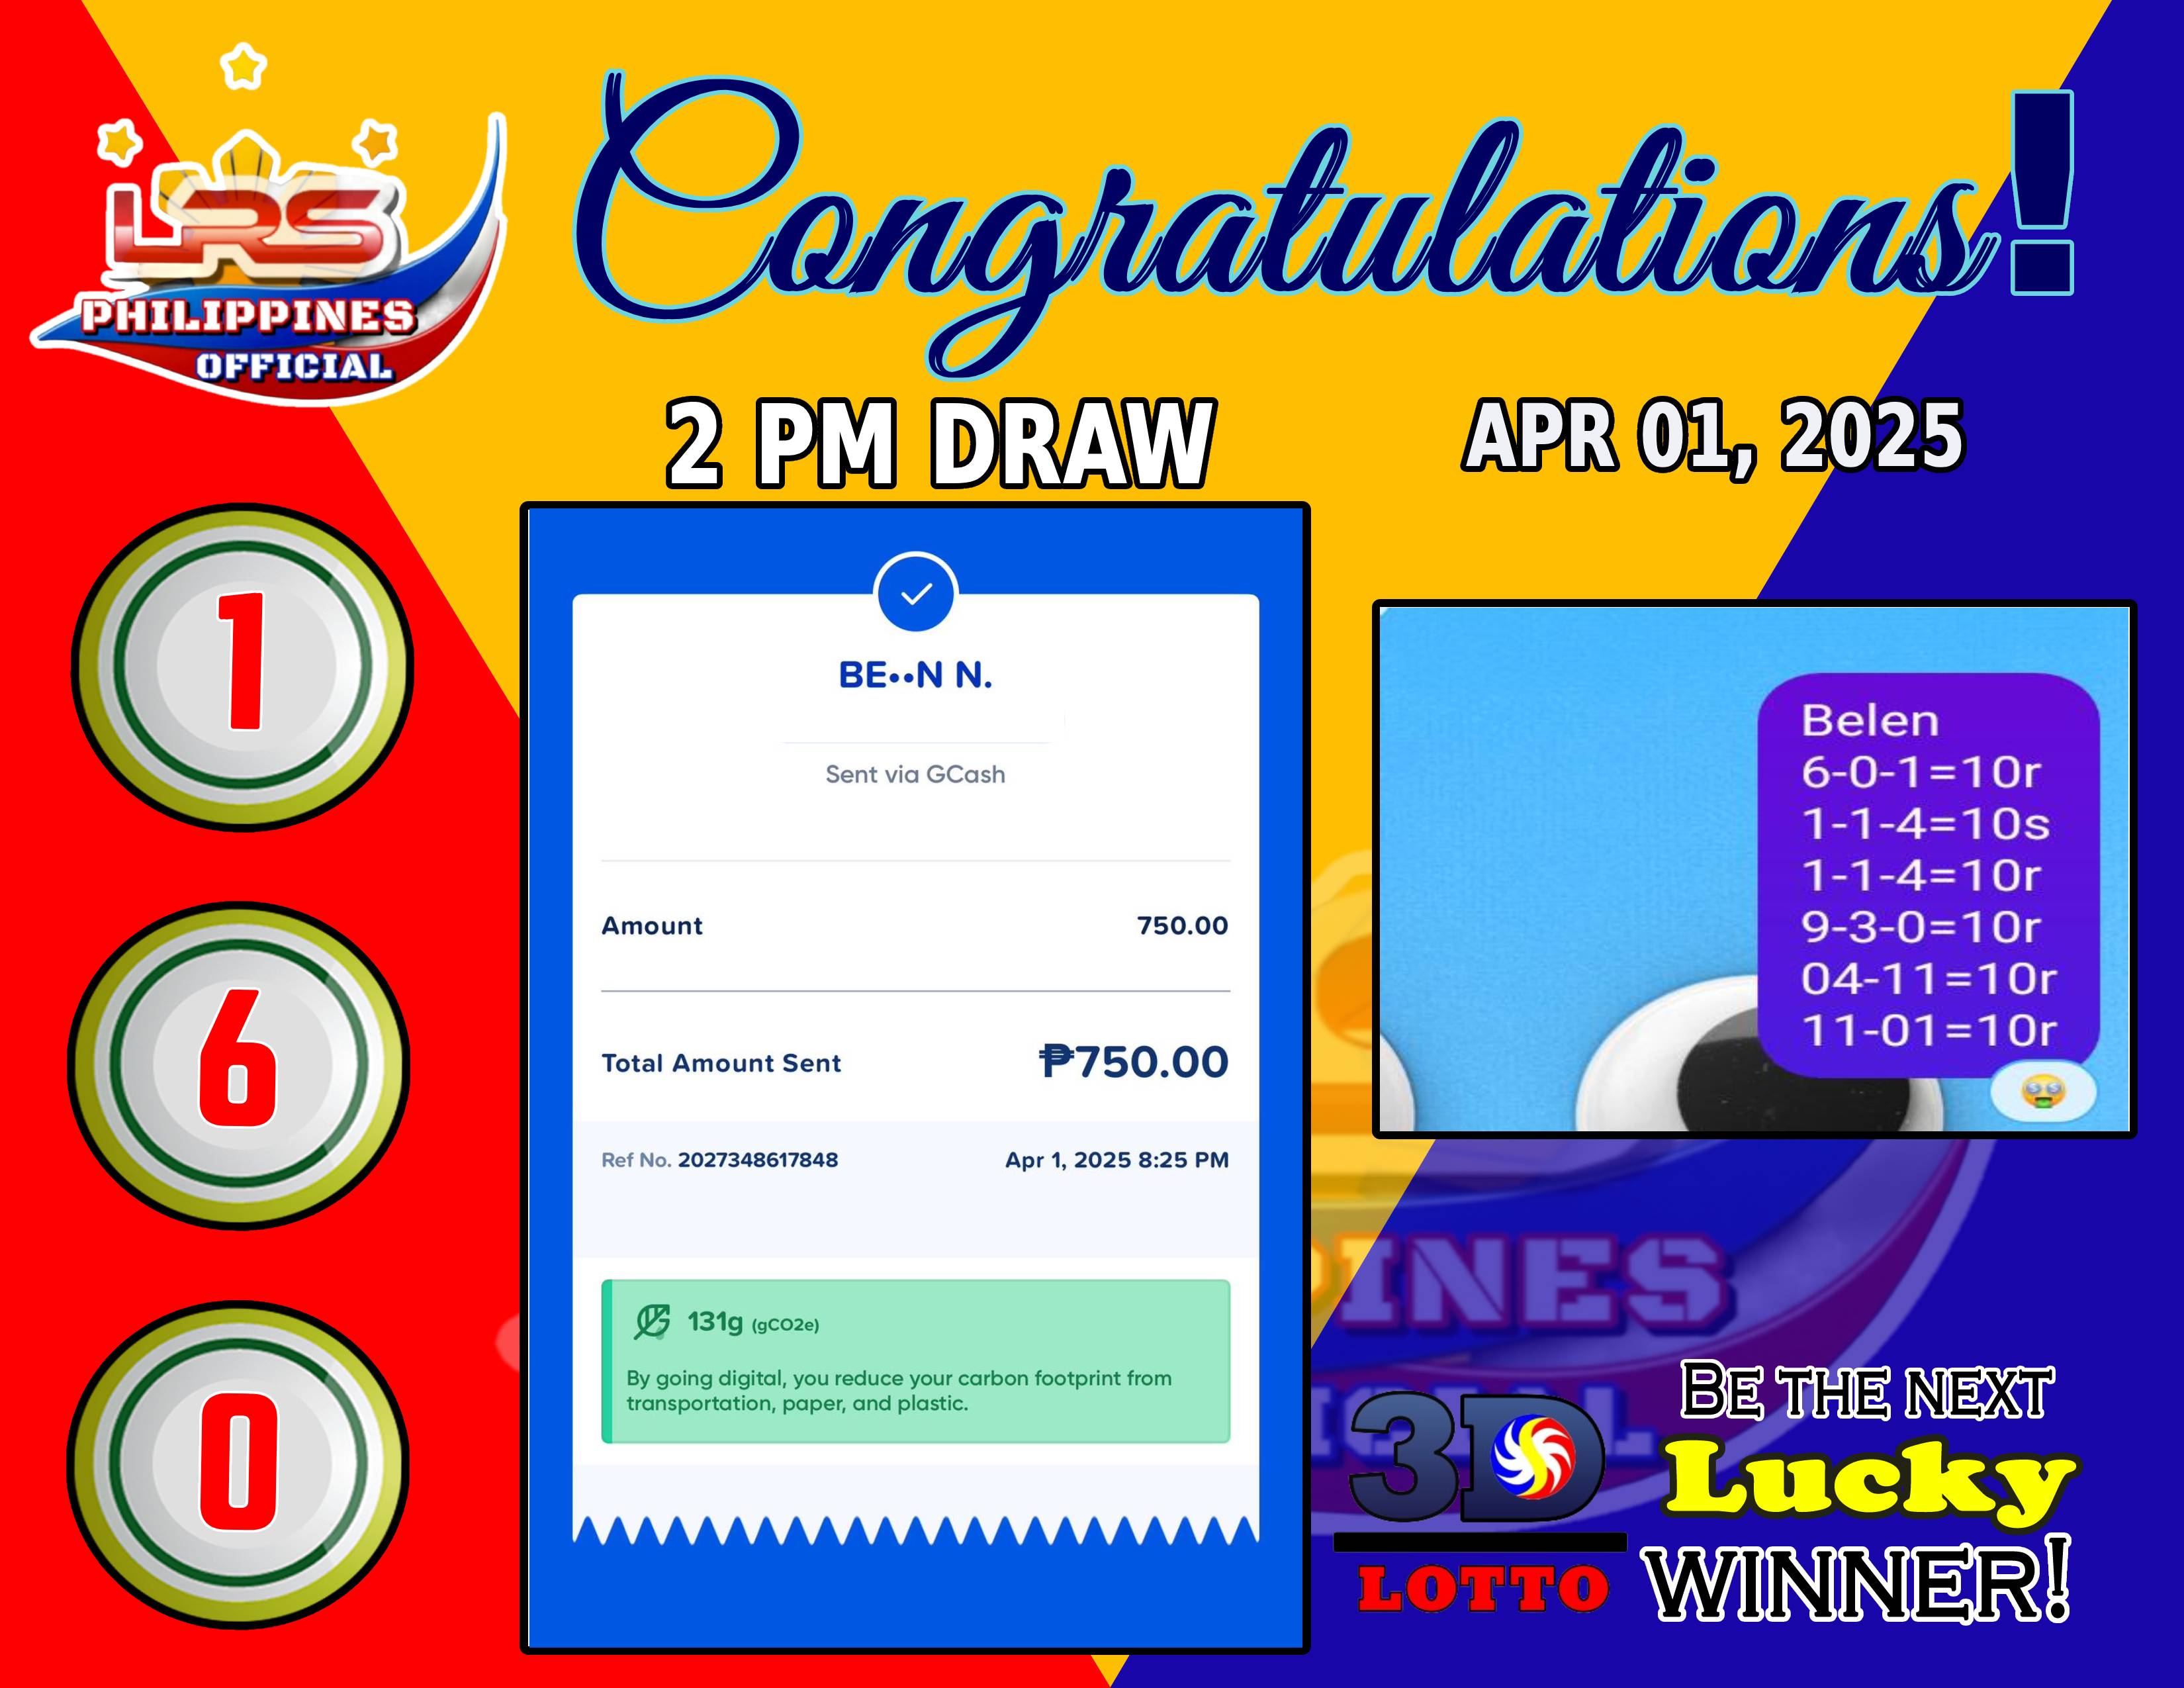 LRS
PHILIPPINES
OFFICIAL
Congratulations!
2 PM DRAW
APR 01, 2025
1
6
0
BE••N N.
Sent via GCash
Amount 750.00
Total Amount Sent ₱750.00
Ref No. 2027348617848 Apr 1, 2025 8:25 PM
131g (gCO2e)
By going digital, you reduce your carbon footprint from
transportation, paper, and plastic.
Belen
6-0-1=10r
1-1-4=10s
1-1-4=10r
9-3-0=10r
04-11=10r
11-01=10r
PINES
ICIAL
3D
LOTTO
BE THE NEXT
Lucky
WINNER!